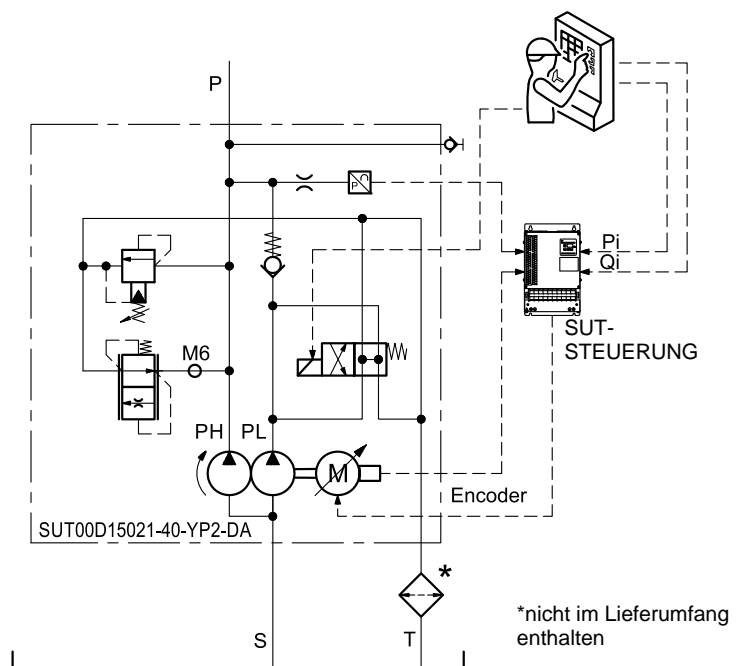 P
P U
Pi
Qi
SUT-
STEUERUNG
M6
PH PL
M
Encoder
SUT00D15021-40-YP2-DA
*
*nicht im Lieferumfang
enthalten
S
T